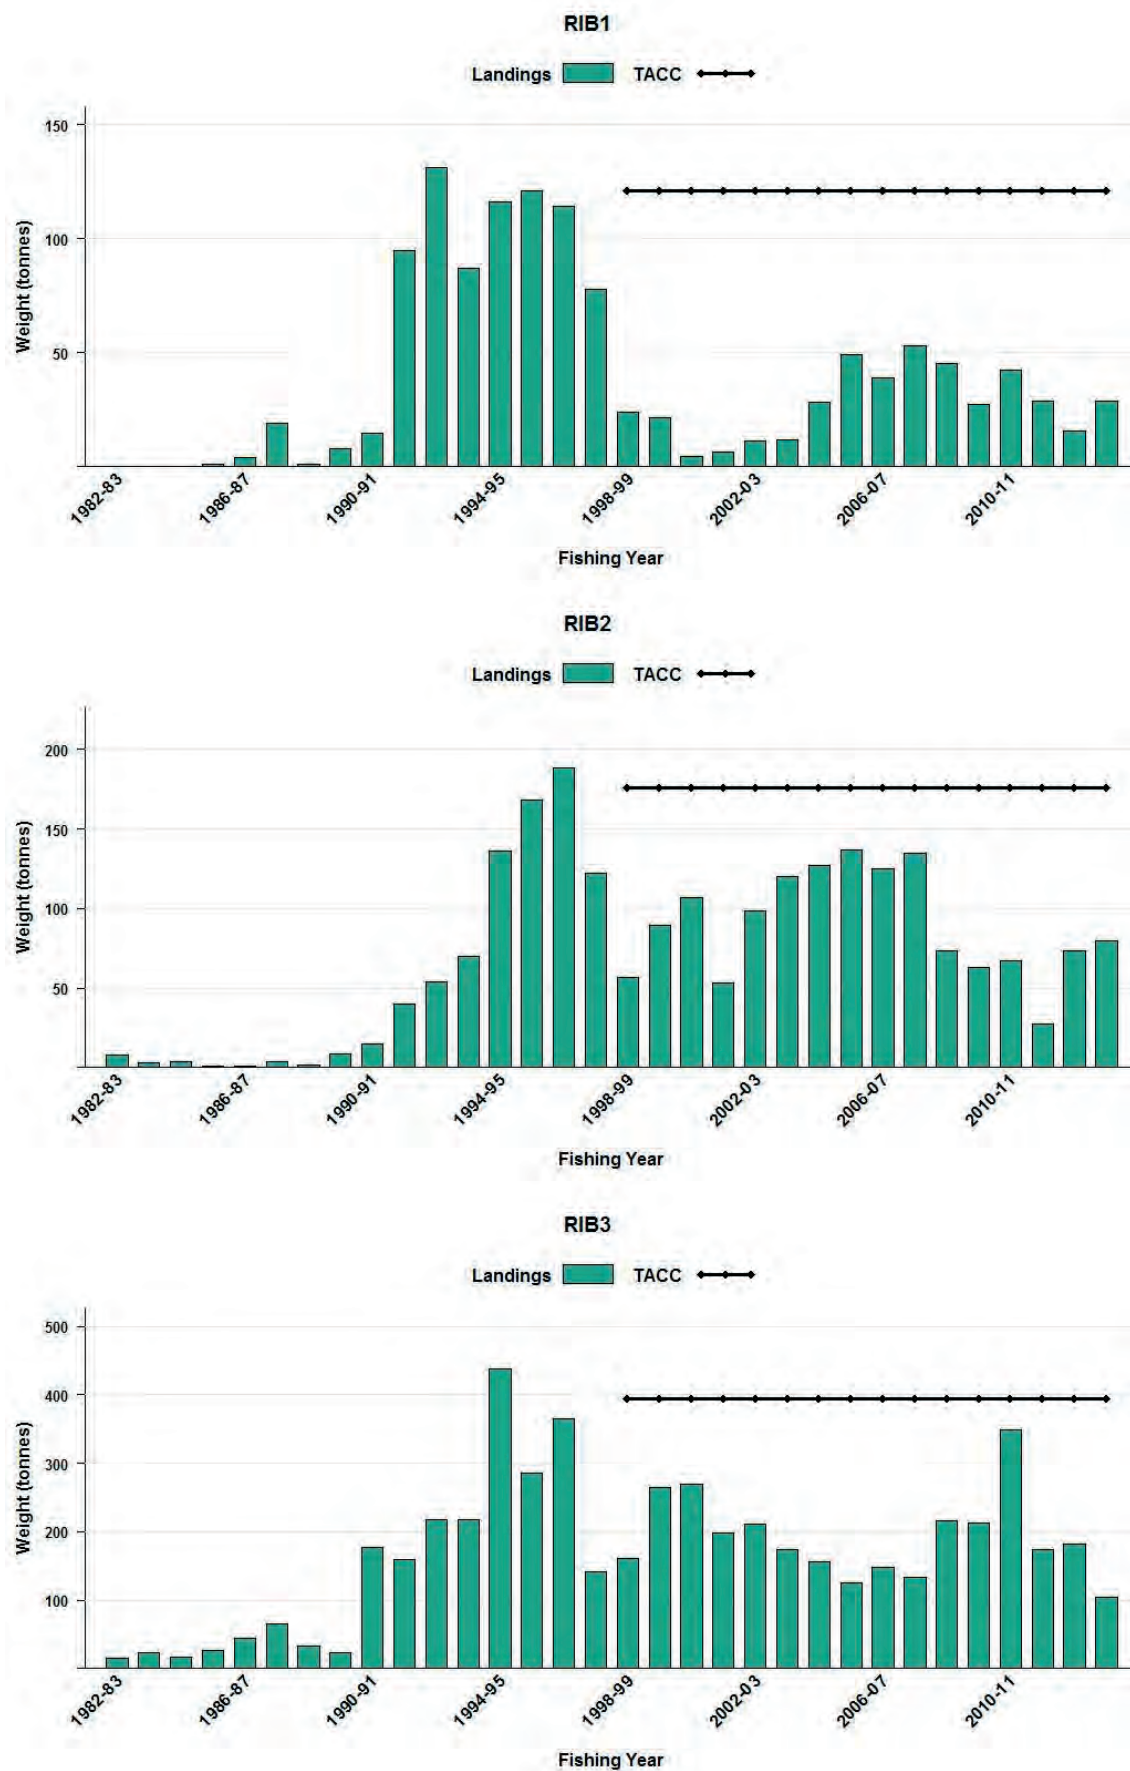 RIB1
Landings TACC
150
100
50
Weight (tonnes)
1982-83 1986-87 1990-91 1994-95 1998-99 2002-03 2006-07 2010-11
Fishing Year
RIB2
Landings TACC
200
150
100
50
Weight (tonnes)
1982-83 1986-87 1990-91 1994-95 1998-99 2002-03 2006-07 2010-11
Fishing Year
RIB3
Landings TACC
500
400
300
200
100
Weight (tonnes)
1982-83 1986-87 1990-91 1994-95 1998-99 2002-03 2006-07 2010-11
Fishing Year